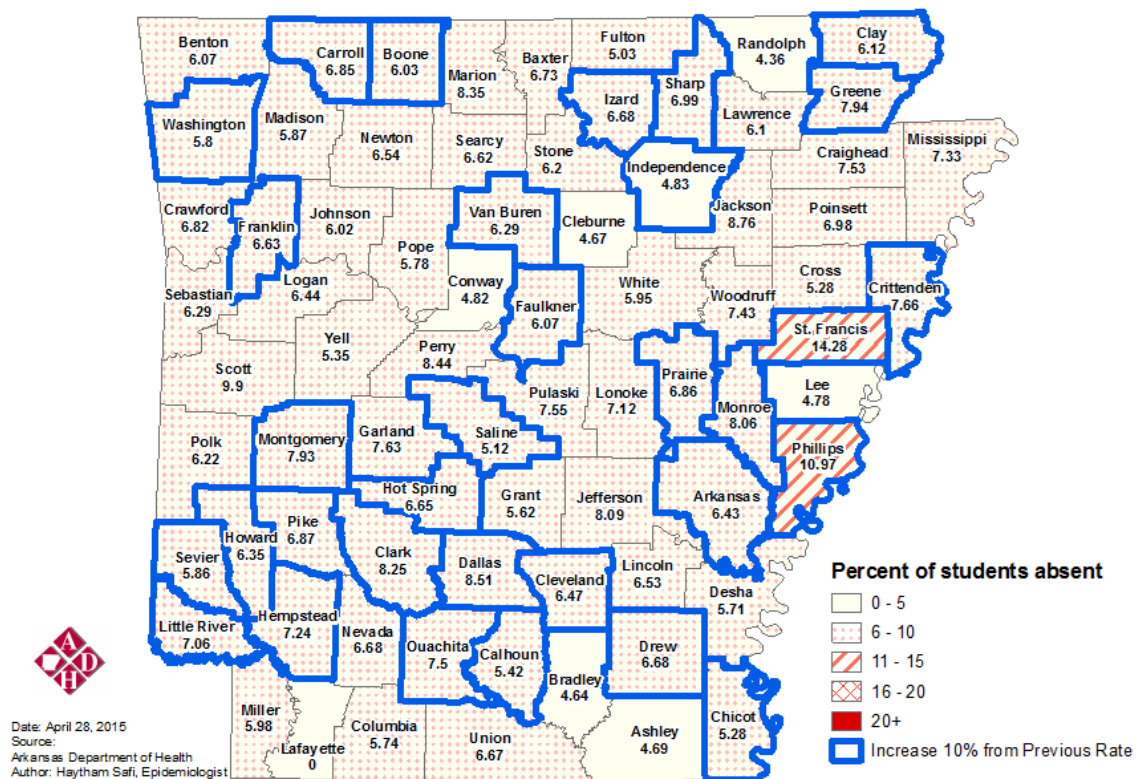 Benton
6.07
Carroll
6.85
Boone
6.03
Marion
8.35
Baxter
6.73
Fulton
5.03
Randolph
4.36
Clay
6.12
Washington
5.8
Madison
5.87
Newton
6.54
Searcy
6.62
Stone
6.2
Izard
6.68
Sharp
6.99
Lawrence
6.1
Greene
7.94
Mississippi
7.33
Craighead
7.53
Independence
4.83
Jackson
8.76
Poinsett
6.98
Crawford
6.82
Franklin
6.63
Johnson
6.02
Pope
5.78
Van Buren
6.29
Cleburne
4.67
Conway
4.82
White
5.95
Woodruff
7.43
Cross
5.28
Crittenden
7.66
Sebastian
6.29
Logan
6.44
Faulkner
6.07
St. Francis
14.28
Yell
5.35
Perry
8.44
Scott
9.9
Pulaski
7.55
Lonoke
7.12
Prairie
6.86
Monroe
8.06
Lee
4.78
Phillips
10.97
Polk
6.22
Montgomery
7.93
Garland
7.63
Saline
5.12
Hot Spring
6.65
Grant
5.62
Jefferson
8.09
Arkansas
6.43
Sevier
5.86
Howard
6.35
Pike
6.87
Clark
8.25
Dallas
8.51
Cleveland
6.47
Lincoln
6.53
Desha
5.71
Little River
7.06
Hempstead
7.24
Nevada
6.68
Ouachita
7.5
Calhoun
5.42
Bradley
4.64
Drew
6.68
Chicot
5.28
Miller
5.98
Lafayette
0
Columbia
5.74
Union
6.67
Ashley
4.69
Percent of students absent
0 - 5
6 - 10
11 - 15
16 - 20
20+
Increase 10% from Previous Rate
A
D
H
Date: April 28, 2015
Source:
Arkansas Department of Health
Author: Haytham Safi, Epidemiologist